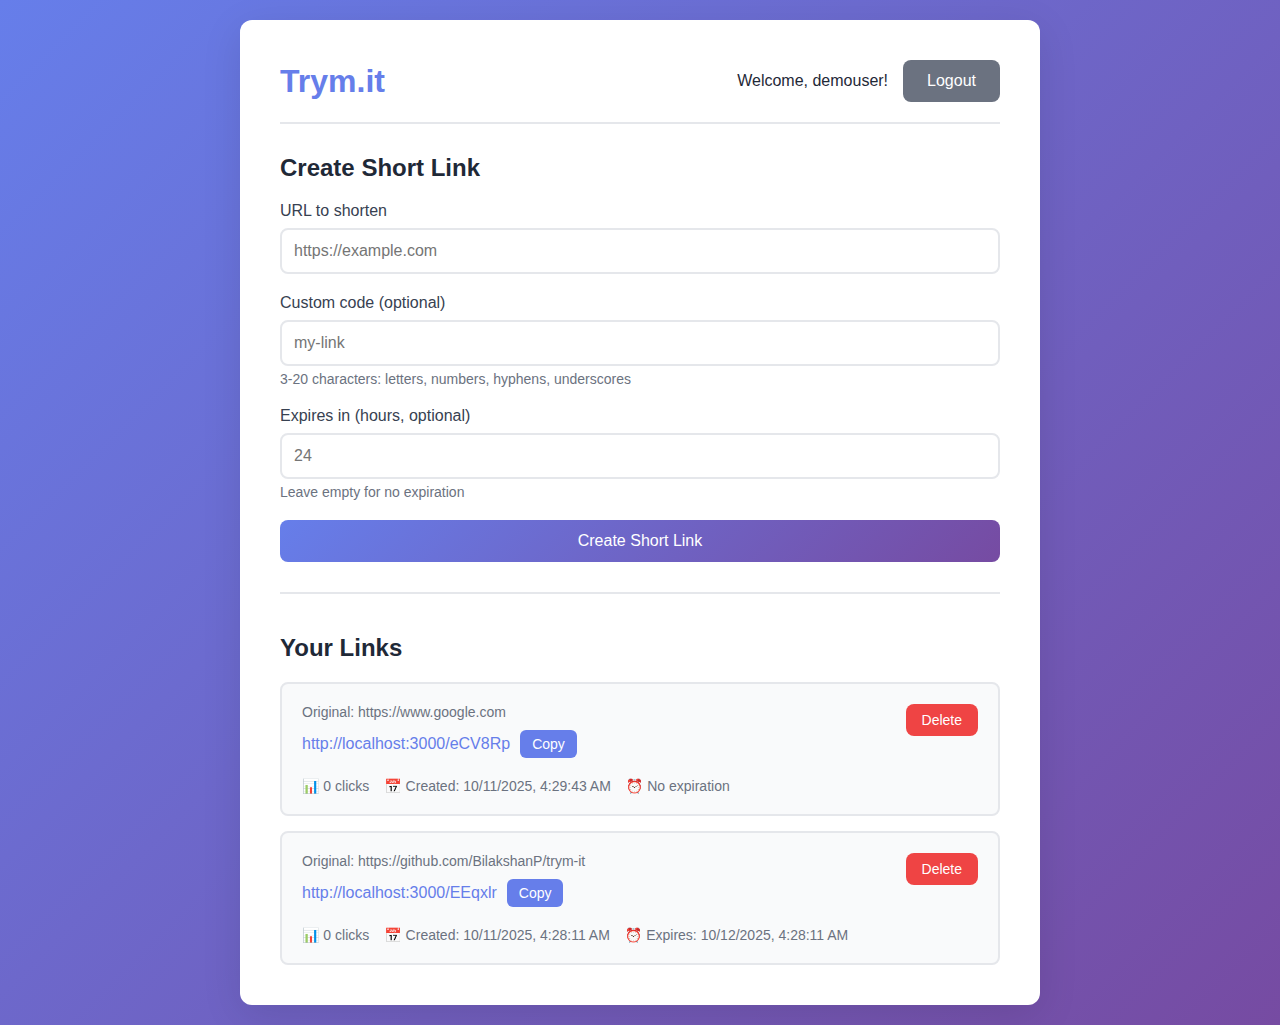 Trym.it
Welcome, demouser!
Logout
Create Short Link
URL to shorten
https://example.com
Custom code (optional)
my-link
3-20 characters: letters, numbers, hyphens, underscores
Expires in (hours, optional)
24
Leave empty for no expiration
Create Short Link
Your Links
Original: https://www.google.com
Delete
http://localhost:3000/eCV8Rp Copy
📊 0 clicks 📅 Created: 10/11/2025, 4:29:43 AM ⏰ No expiration
Original: https://github.com/BilakshanP/trym-it
Delete
http://localhost:3000/EEqxlr Copy
📊 0 clicks 📅 Created: 10/11/2025, 4:28:11 AM ⏰ Expires: 10/12/2025, 4:28:11 AM